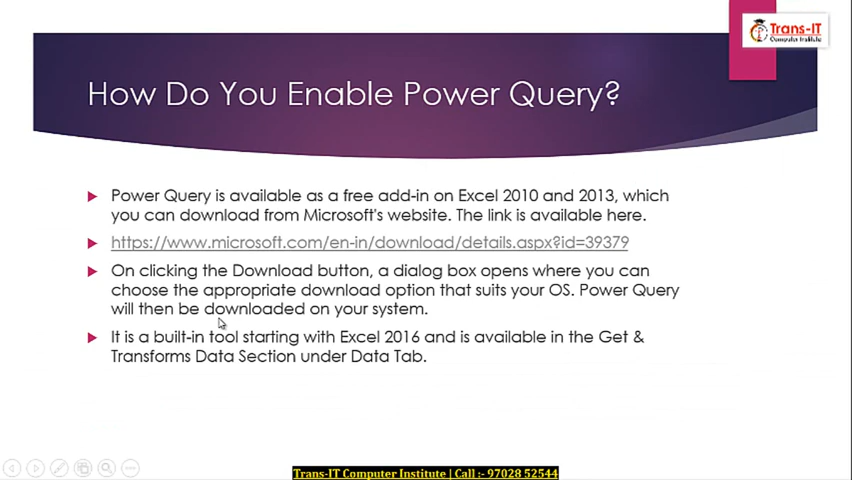 Trans-IT
Computer Institute
How Do You Enable Power Query?
Power Query is available as a free add-in on Excel 2010 and 2013, which
you can download from Microsoft's website. The link is available here.
https://www.microsoft.com/en-in/download/details.aspx?id=39379
On clicking the Download button, a dialog box opens where you can
choose the appropriate download option that suits your OS. Power Query
will then be downloaded on your system.
It is a built-in tool starting with Excel 2016 and is available in the Get &
Transforms Data Section under Data Tab.
Trans-IT Computer Institute | Call :- 97028 52544